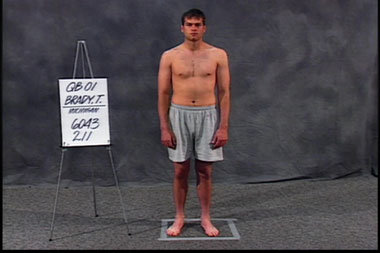 QB 01
BRADY, T.
MICHIGAN
6043
211